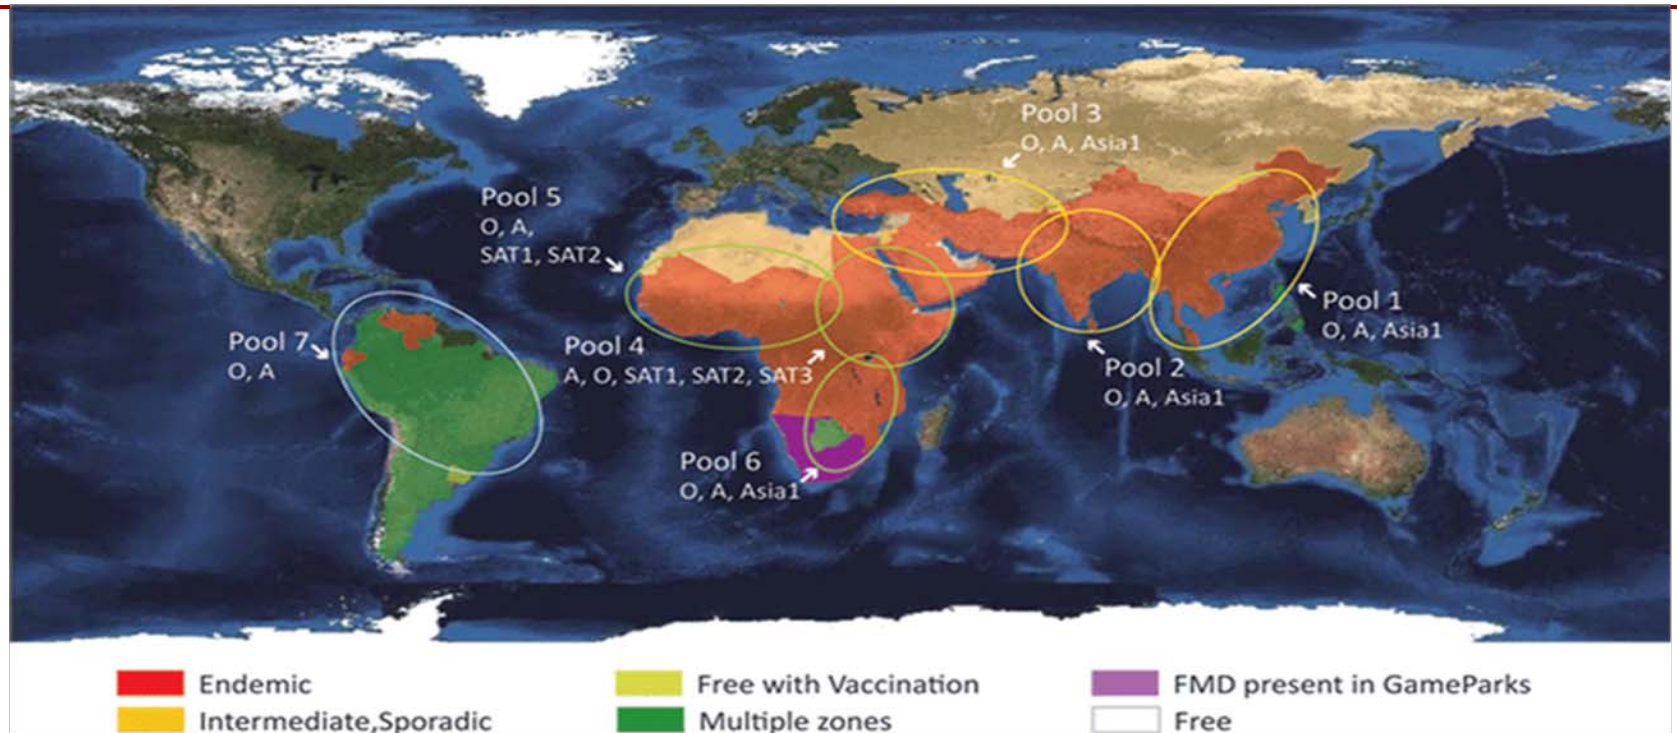 Pool 3
O, A, Asia1
Pool 5
O, A,
SAT1, SAT2
Pool 1
O, A, Asia1
Pool 7
O, A
Pool 4
A, O, SAT1, SAT2, SAT3
Pool 2
O, A, Asia1
Pool 6
O, A, Asia1
Endemic
Free with Vaccination
FMD present in GameParks
Intermediate,Sporadic
Multiple zones
Free